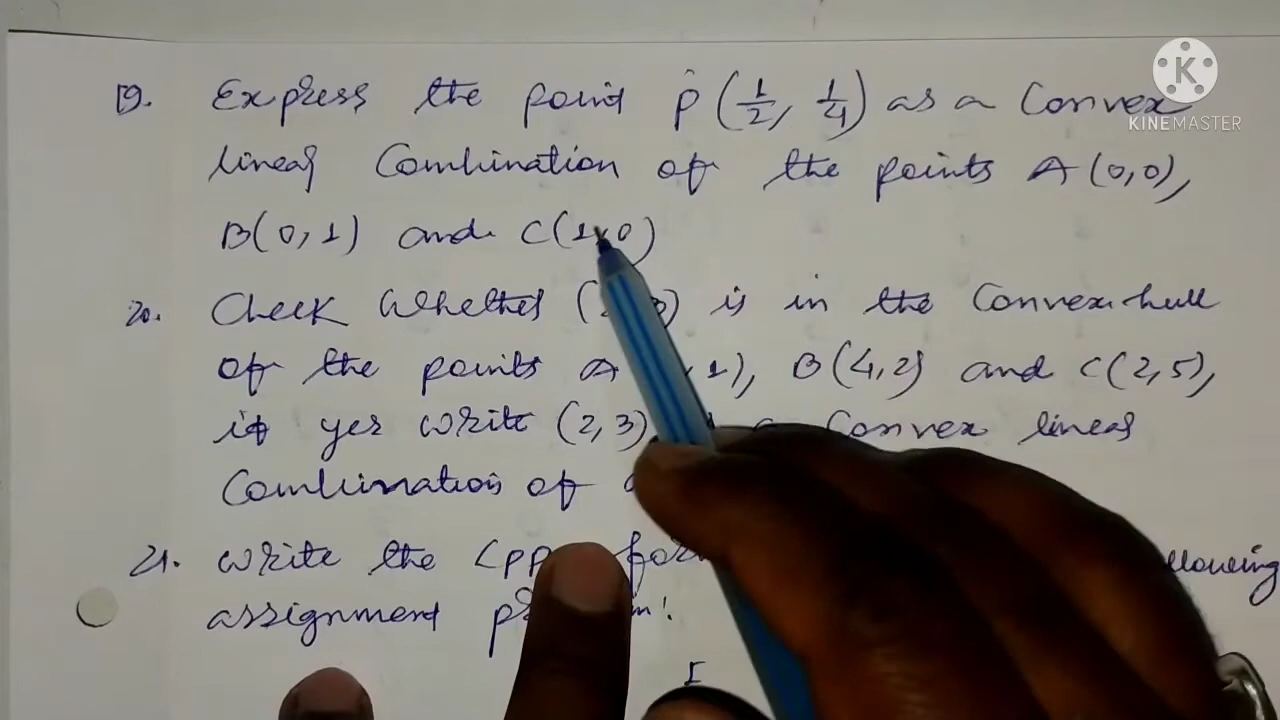 19. Express the point P (1/2, 1/4) as a Convex
KINEMASTER
linear Combination of the points A(0,0),
B(0,1) and C(1,0)
20. Check Whether ( is in the Convex hull
of the points A ,1), B(4,2) and C(2,5),
if yes write (2,3) Convex linear
Combination of
21. Write the LPP
assignment
I